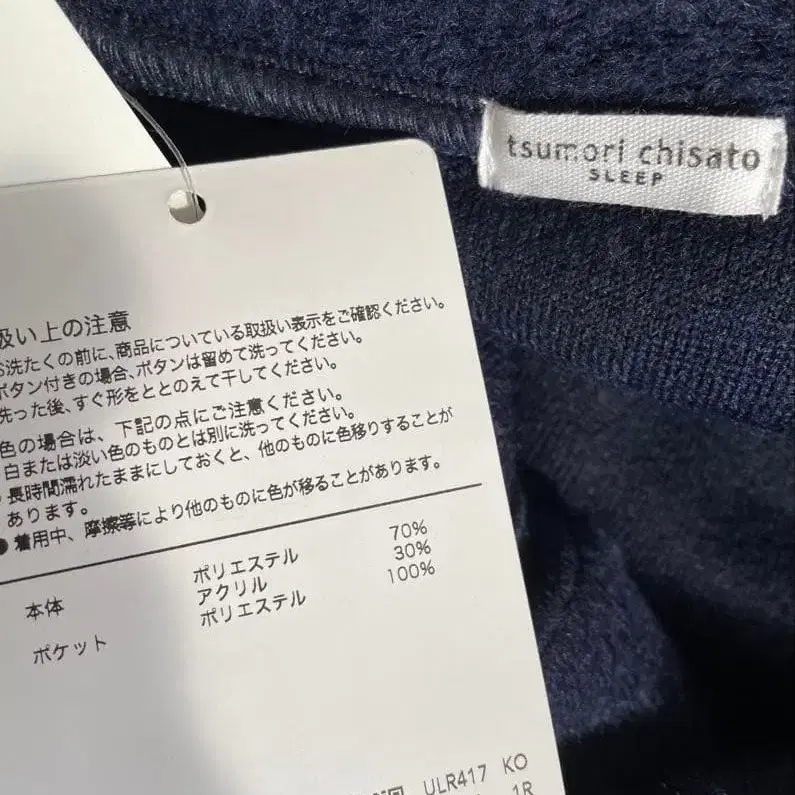 tsumori chisato
SLEEP
扱い上の注意
お洗たくの前に、商品についている取扱い表示をご確認ください。
ボタン付きの場合、ボタンは留めて洗ってください。
洗った後、すぐ形をととのえて干してください。
色の場合は、下記の点にご注意ください。
白または淡い色のものとは別に洗ってください。
長時間濡れたままにしておくと、他のものに色移りすることが
あります。
● 着用中、摩擦等により他のものに色が移ることがあります。
本体 ポリエステル 70%
アクリル 30%
ポケット ポリエステル 100%
ULR417 KO
1R